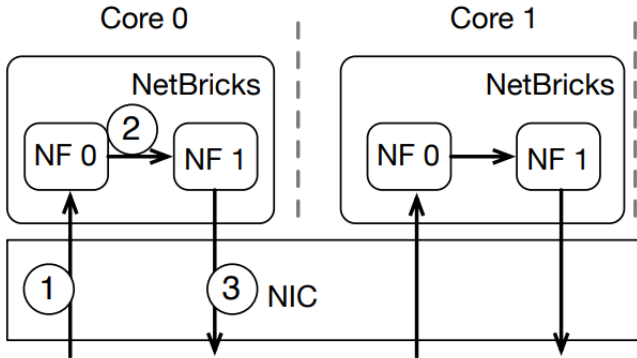 Core 0 Core 1
NetBricks NetBricks
2
NF 0 NF 1 NF 0 NF 1
1 3 NIC